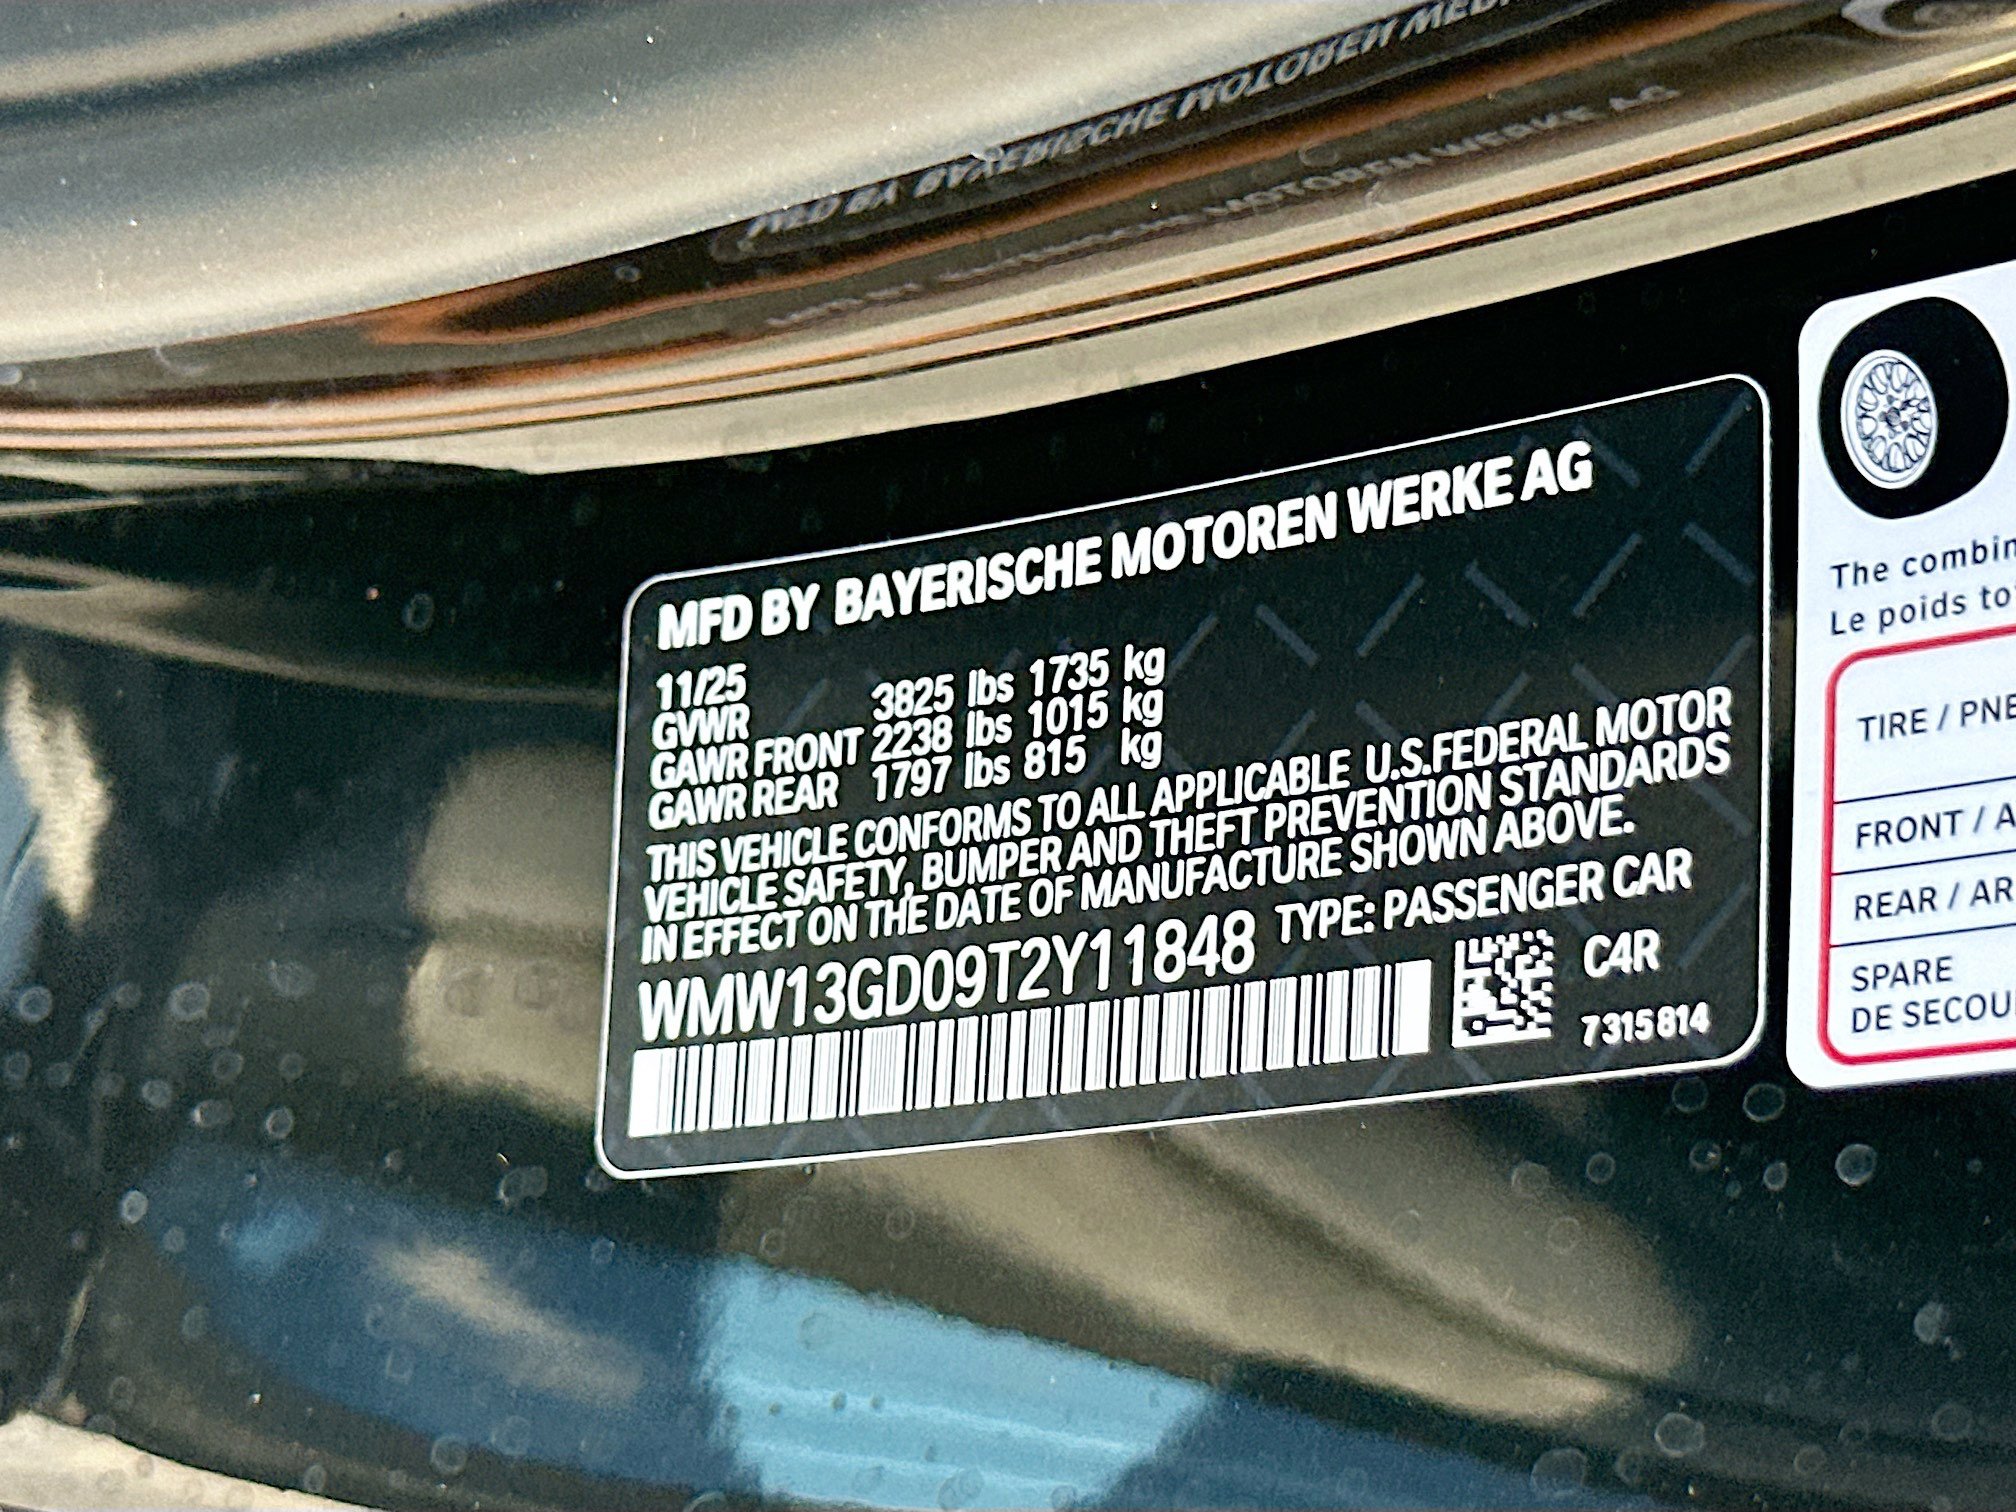 MFD BY BAYERISCHE MOTOREN WERKE AG
11/25
GVWR 3825 lbs 1735 kg
GAWR FRONT 2238 lbs 1015 kg
GAWR REAR 1797 lbs 815 kg
THIS VEHICLE CONFORMS TO ALL APPLICABLE U.S.FEDERAL MOTOR
VEHICLE SAFETY, BUMPER AND THEFT PREVENTION STANDARDS
IN EFFECT ON THE DATE OF MANUFACTURE SHOWN ABOVE.
WMW13GD09T2Y11848 TYPE: PASSENGER CAR
C4R
7315814
The combin
Le poids to
TIRE / PNE
FRONT / A
REAR / AR
SPARE
DE SECOU